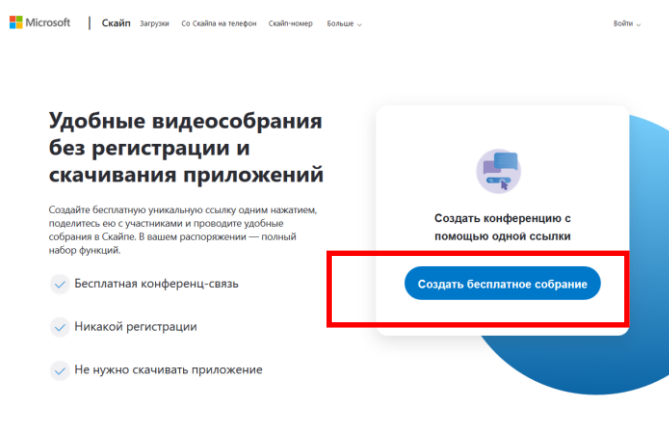 Microsoft | Скайп Загрузки Со Скайпа на телефон Скайп-номер Больше Войти
Удобные видеособрания
без регистрации и
скачивания приложений
Создайте бесплатную уникальную ссылку одним нажатием,
поделитесь ею с участниками и проводите удобные
собрания в Скайпе. В вашем распоряжении — полный
набор функций.
Бесплатная конференц-связь
Никакой регистрации
Не нужно скачивать приложение
Создать конференцию с
помощью одной ссылки
Создать бесплатное собрание